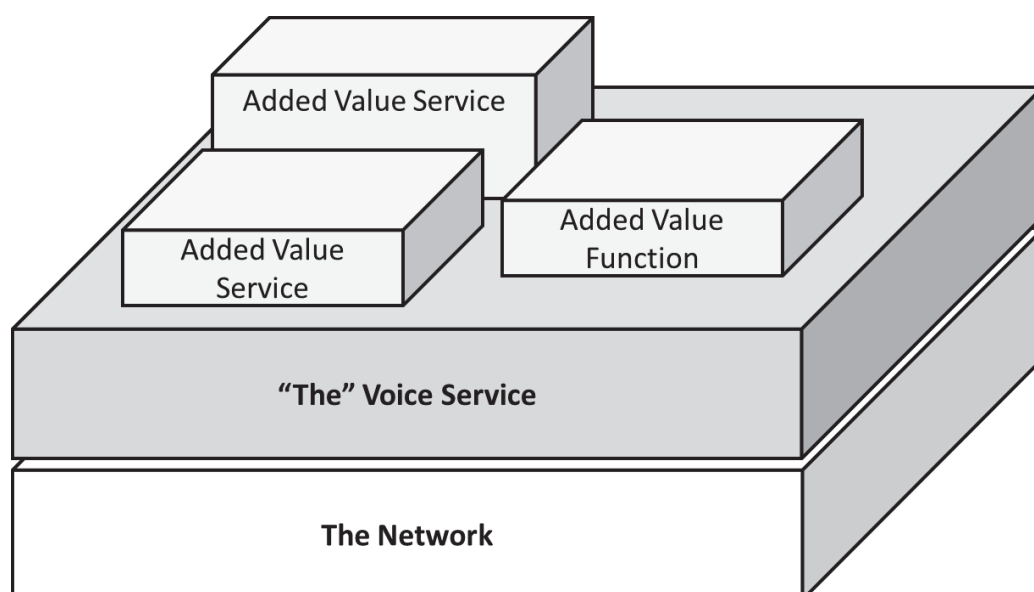 Added Value Service
Added Value
Service
Added Value
Function
“The” Voice Service
The Network